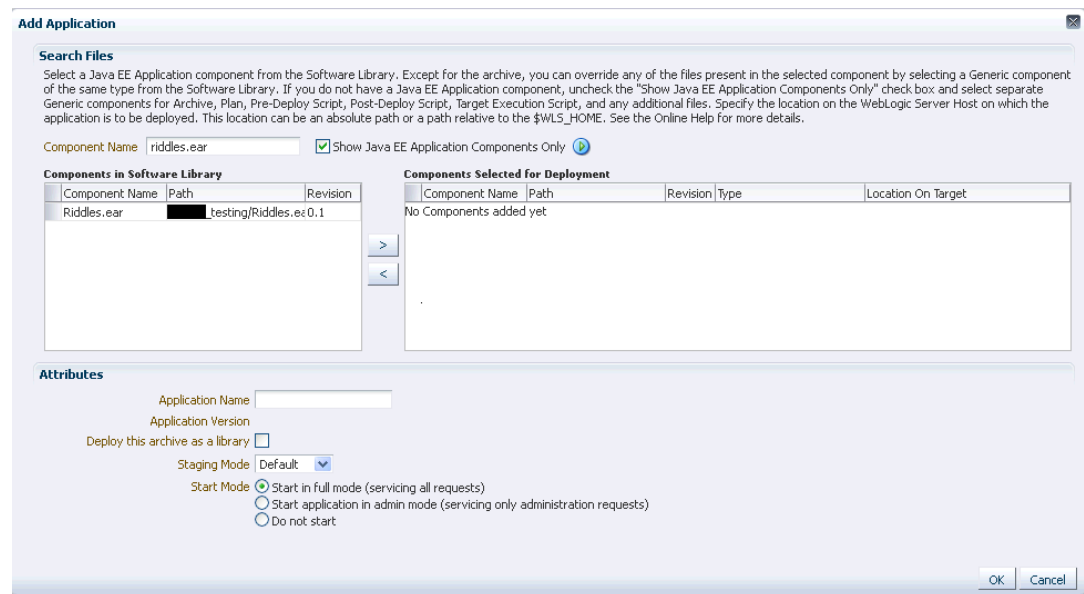 Add Application
Search Files
Select a Java EE Application component from the Software Library. Except for the archive, you can override any of the files present in the selected component by selecting a Generic component
of the same type from the Software Library. If you do not have a Java EE Application component, uncheck the "Show Java EE Application Components Only" check box and select separate
Generic components for Archive, Plan, Pre-Deploy Script, Post-Deploy Script, Target Execution Script, and any additional files. Specify the location on the WebLogic Server Host on which the
application is to be deployed. This location can be an absolute path or a path relative to the $WLS_HOME. See the Online Help for more details.
Component Name riddles.ear Show Java EE Application Components Only
Components in Software Library
Component Name Path Revision
Riddles.ear _testing/Riddles.ea 0.1
>
<
Components Selected for Deployment
Component Name Path Revision Type Location On Target
No Components added yet
Attributes
Application Name
Application Version
Deploy this archive as a library
Staging Mode Default
Start Mode Start in full mode (servicing all requests)
Start application in admin mode (servicing only administration requests)
Do not start
OK Cancel